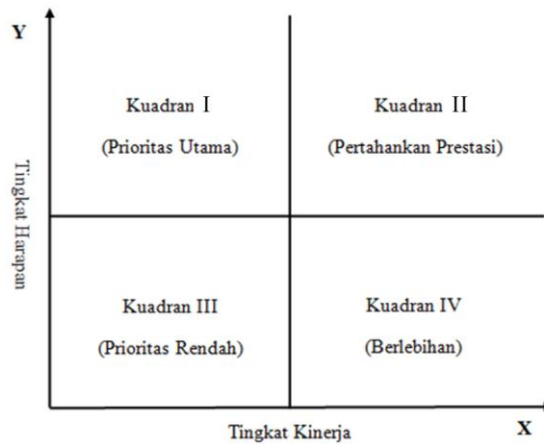 Y
Kuadran I
(Prioritas Utama)
Kuadran II
(Pertahankan Prestasi)
Tingkat Harapan
Kuadran III
(Prioritas Rendah)
Kuadran IV
(Berlebihan)
Tingkat Kinerja
X